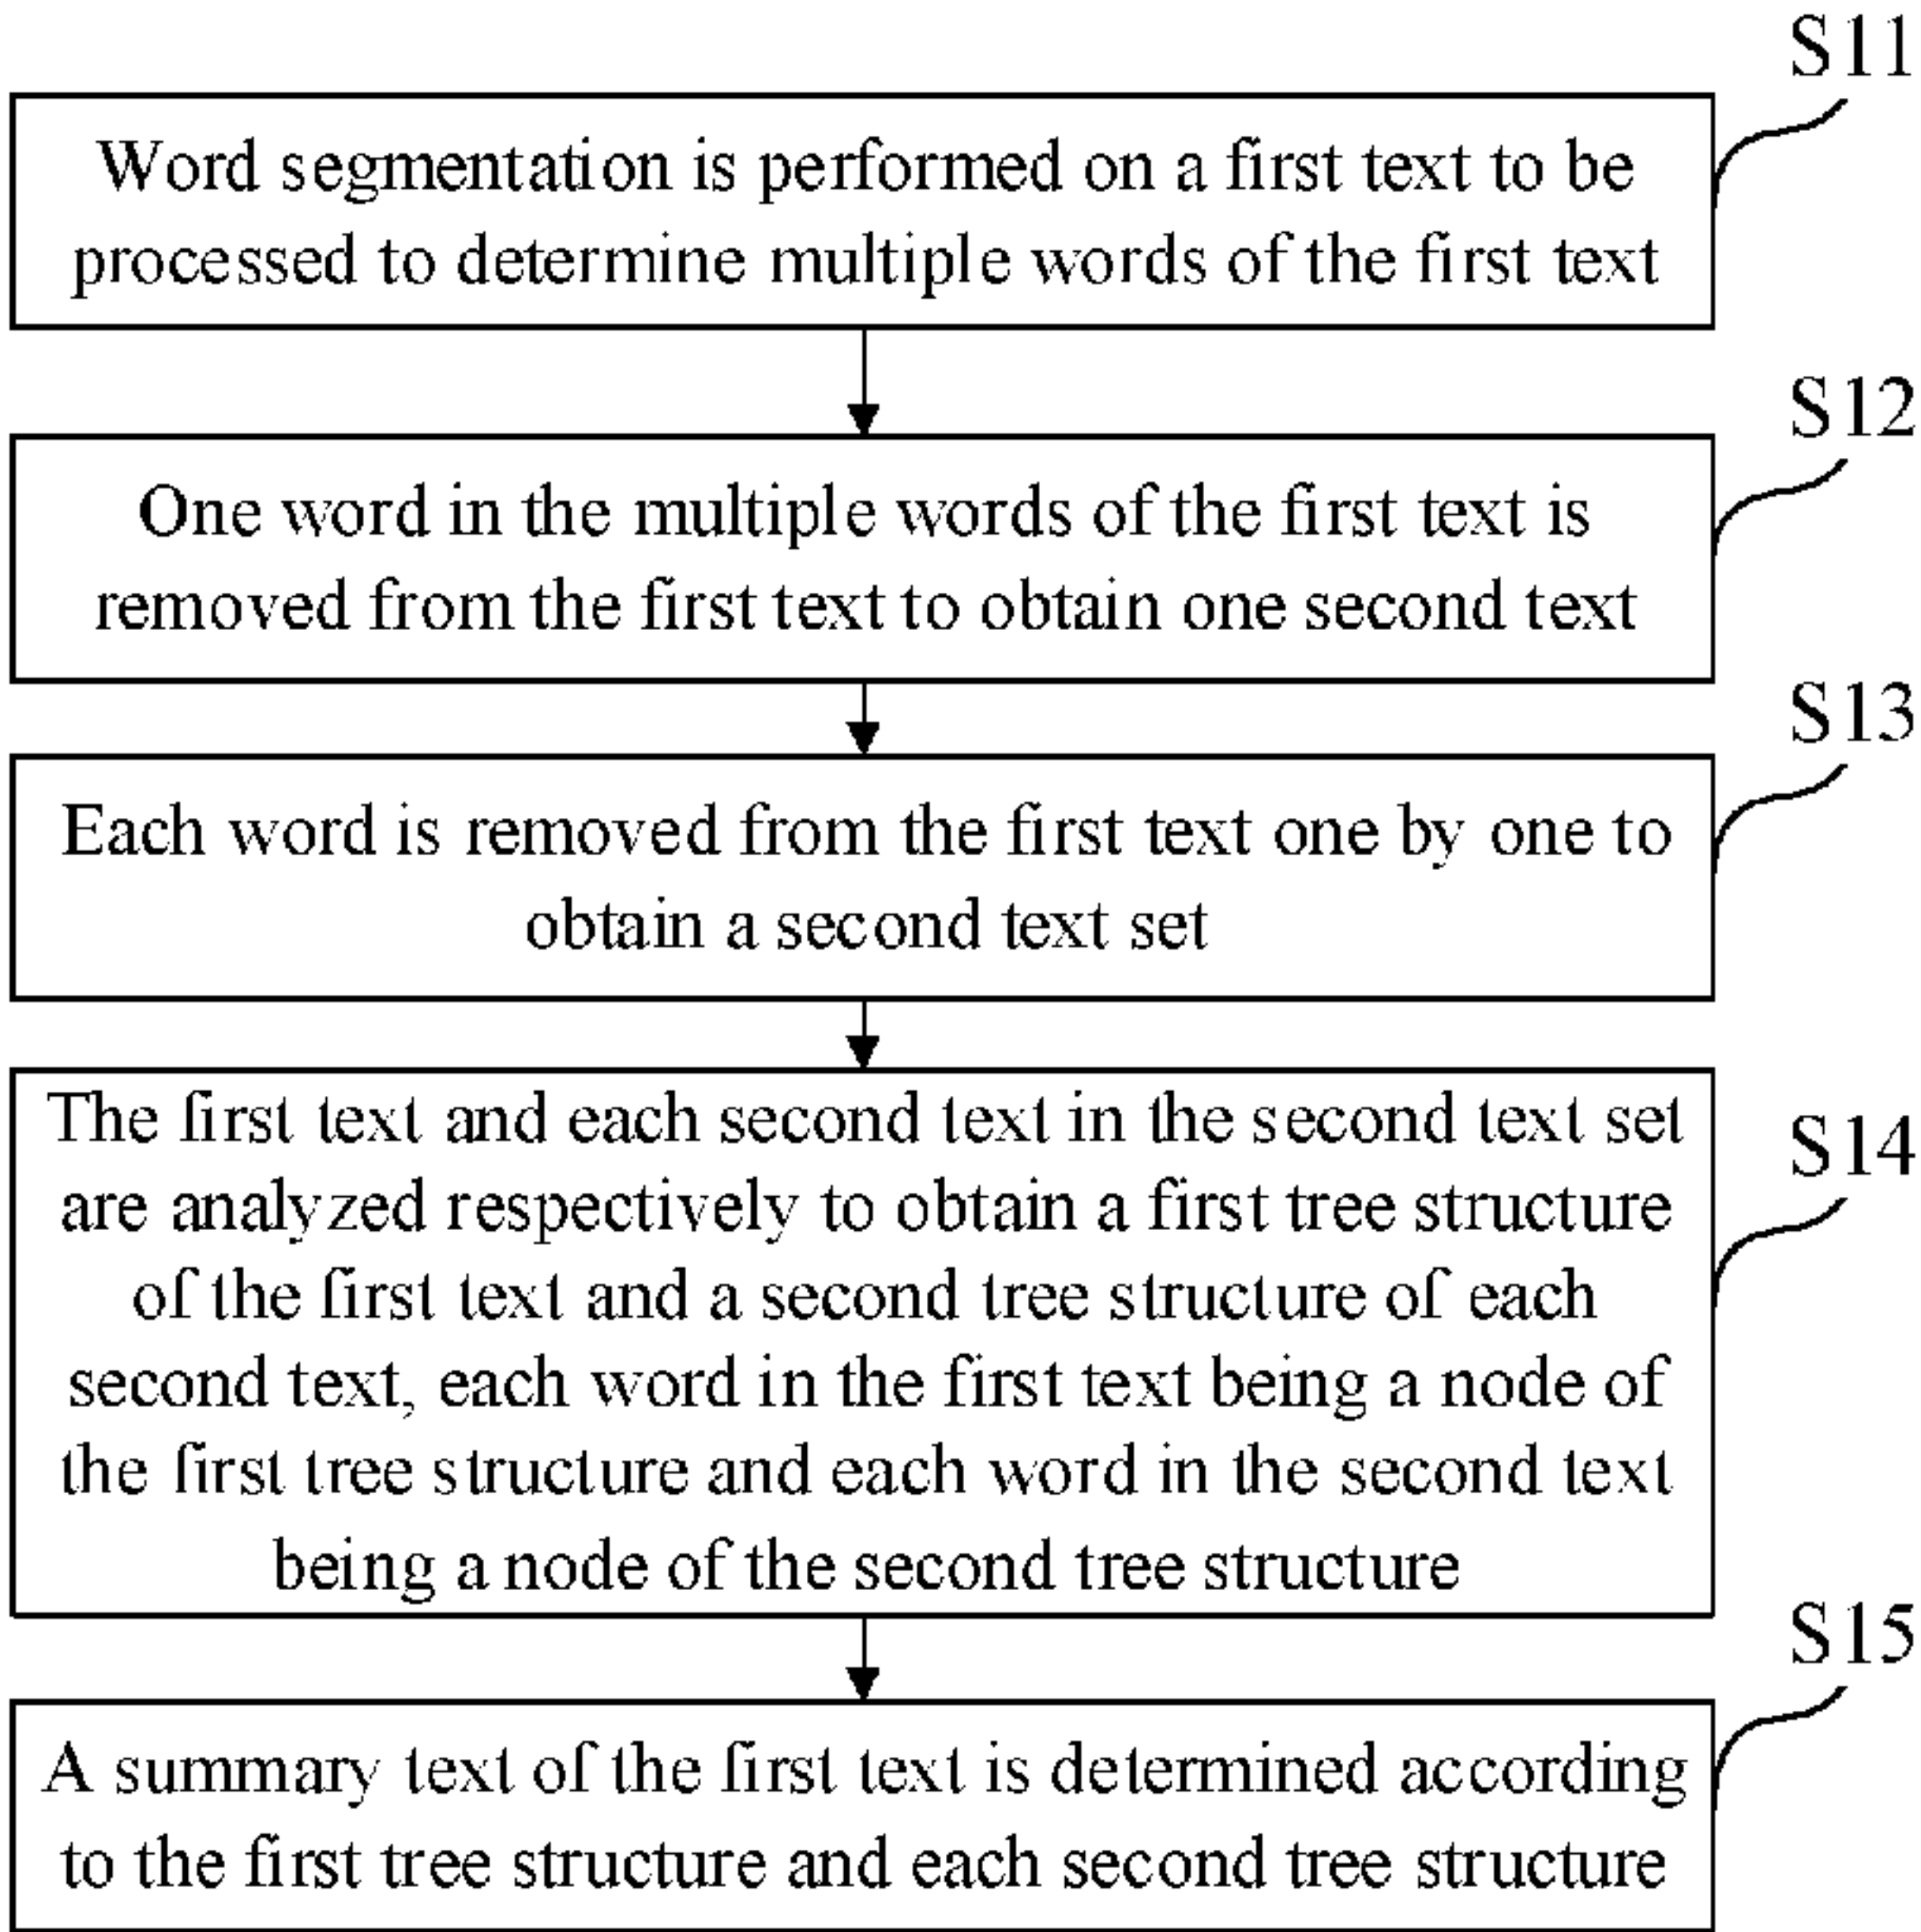 S11
Word segmentation is performed on a first text to be
processed to determine multiple words of the first text
S12
One word in the multiple words of the first text is
removed from the first text to obtain one second text
S13
Each word is removed from the first text one by one to
obtain a second text set
S14
The first text and each second text in the second text set
are analyzed respectively to obtain a first tree structure
of the first text and a second tree structure of each
second text, each word in the first text being a node of
the first tree structure and each word in the second text
being a node of the second tree structure
S15
A summary text of the first text is determined according
to the first tree structure and each second tree structure